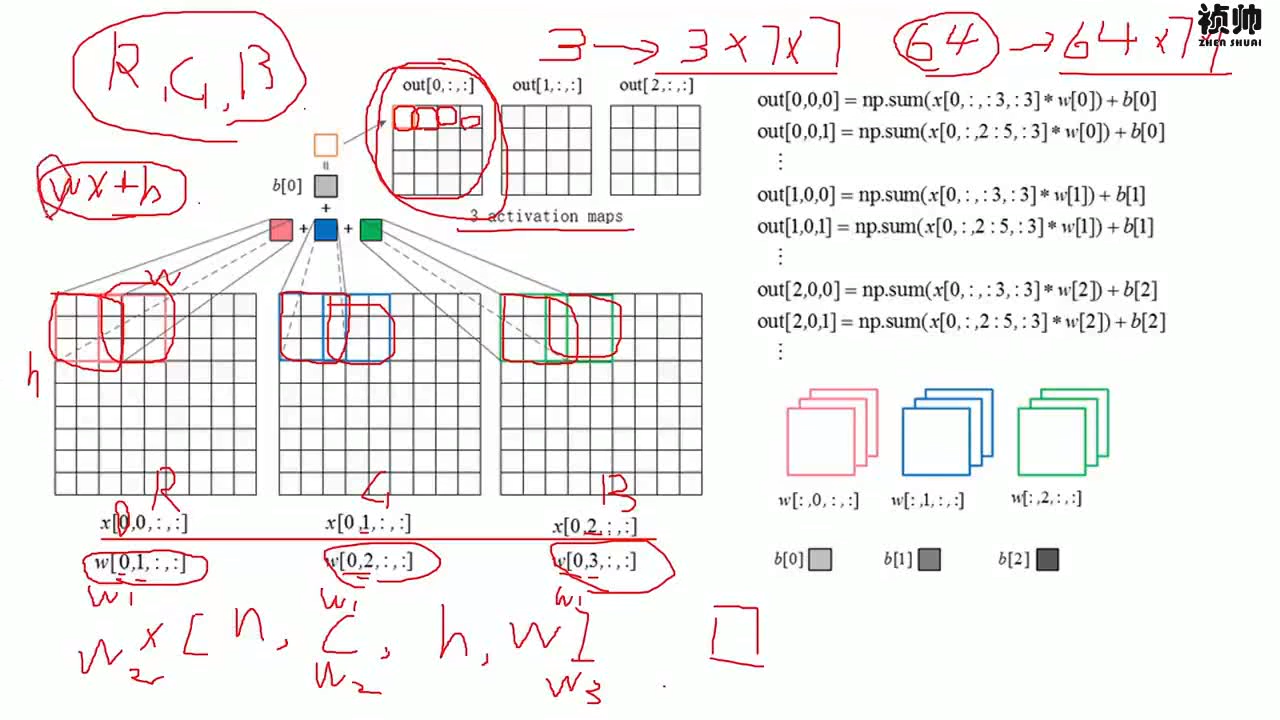 祯帅
ZHEN SHUAI
R, G, B
3 → 3 x 7 x 7
64 → 64 x 7
out[0,:,:]
out[1,:,:]
out[2,:,:]
out[0,0,0] = np.sum(x[0,:,:3,:3]*w[0])+b[0]
out[0,0,1] = np.sum(x[0,:,2:5,:3]*w[0])+b[0]
⋮
out[1,0,0] = np.sum(x[0,:,:3,:3]*w[1])+b[1]
out[1,0,1] = np.sum(x[0,:,2:5,:3]*w[1])+b[1]
⋮
out[2,0,0] = np.sum(x[0,:,:3,:3]*w[2])+b[2]
out[2,0,1] = np.sum(x[0,:,2:5,:3]*w[2])+b[2]
⋮
=
b[0]
+
wx+b
3 activation maps
+ +
w
h
R
G
B
x[0,0,:,:]
x[0,1,:,:]
x[0,2,:,:]
w[0,1,:,:]
w[0,2,:,:]
w[0,3,:,:]
w1
w1
w1
x[n, c, h, w]
w2
w2
w3
w[:,0,:,:]
w[:,1,:,:]
w[:,2,:,:]
b[0]
b[1]
b[2]